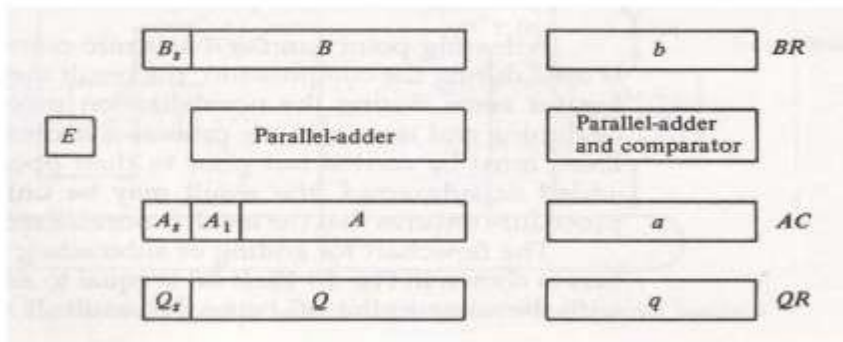 Bs B b BR
E Parallel-adder Parallel-adder
and comparator
As A1 A a AC
Qs Q q QR